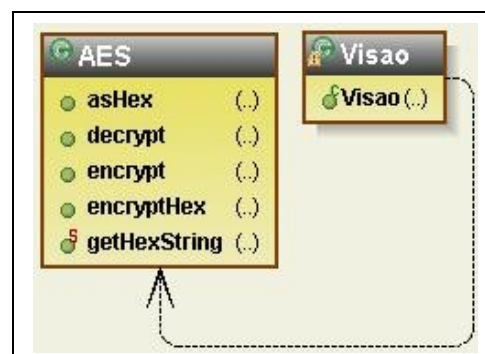 AES
asHex (..)
decrypt (..)
encrypt (..)
encryptHex (..)
getHexString (..)
Visao
Visao (..)